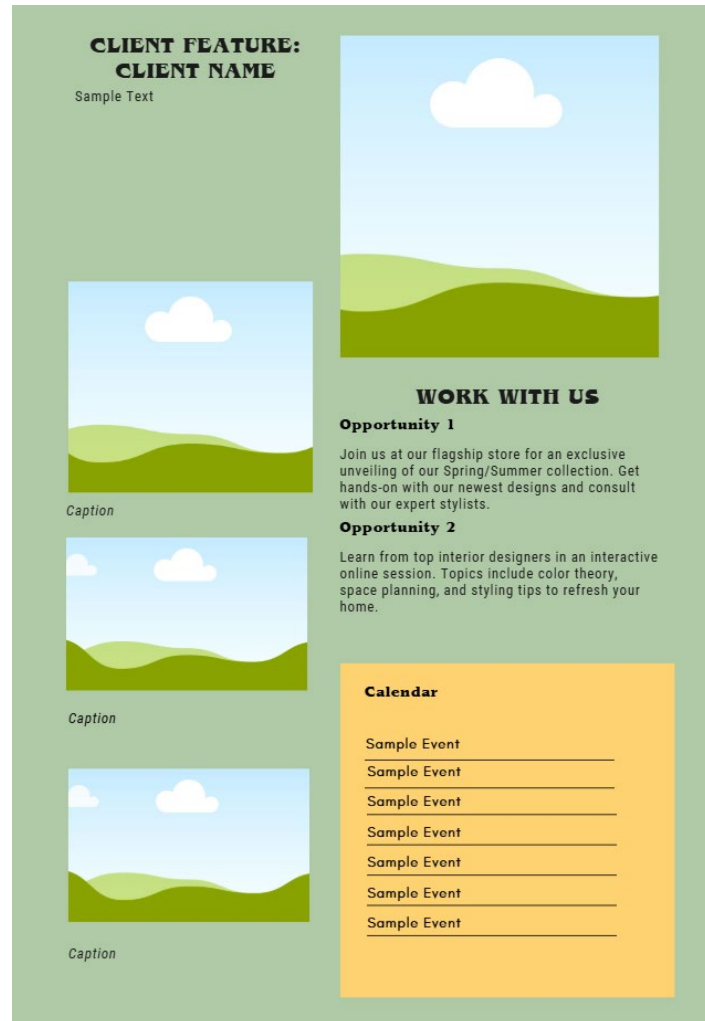 CLIENT FEATURE:
CLIENT NAME
Sample Text
Caption
Caption
Caption
WORK WITH US
Opportunity 1
Join us at our flagship store for an exclusive
unveiling of our Spring/Summer collection. Get
hands-on with our newest designs and consult
with our expert stylists.
Opportunity 2
Learn from top interior designers in an interactive
online session. Topics include color theory,
space planning, and styling tips to refresh your
home.
Calendar
Sample Event
Sample Event
Sample Event
Sample Event
Sample Event
Sample Event
Sample Event